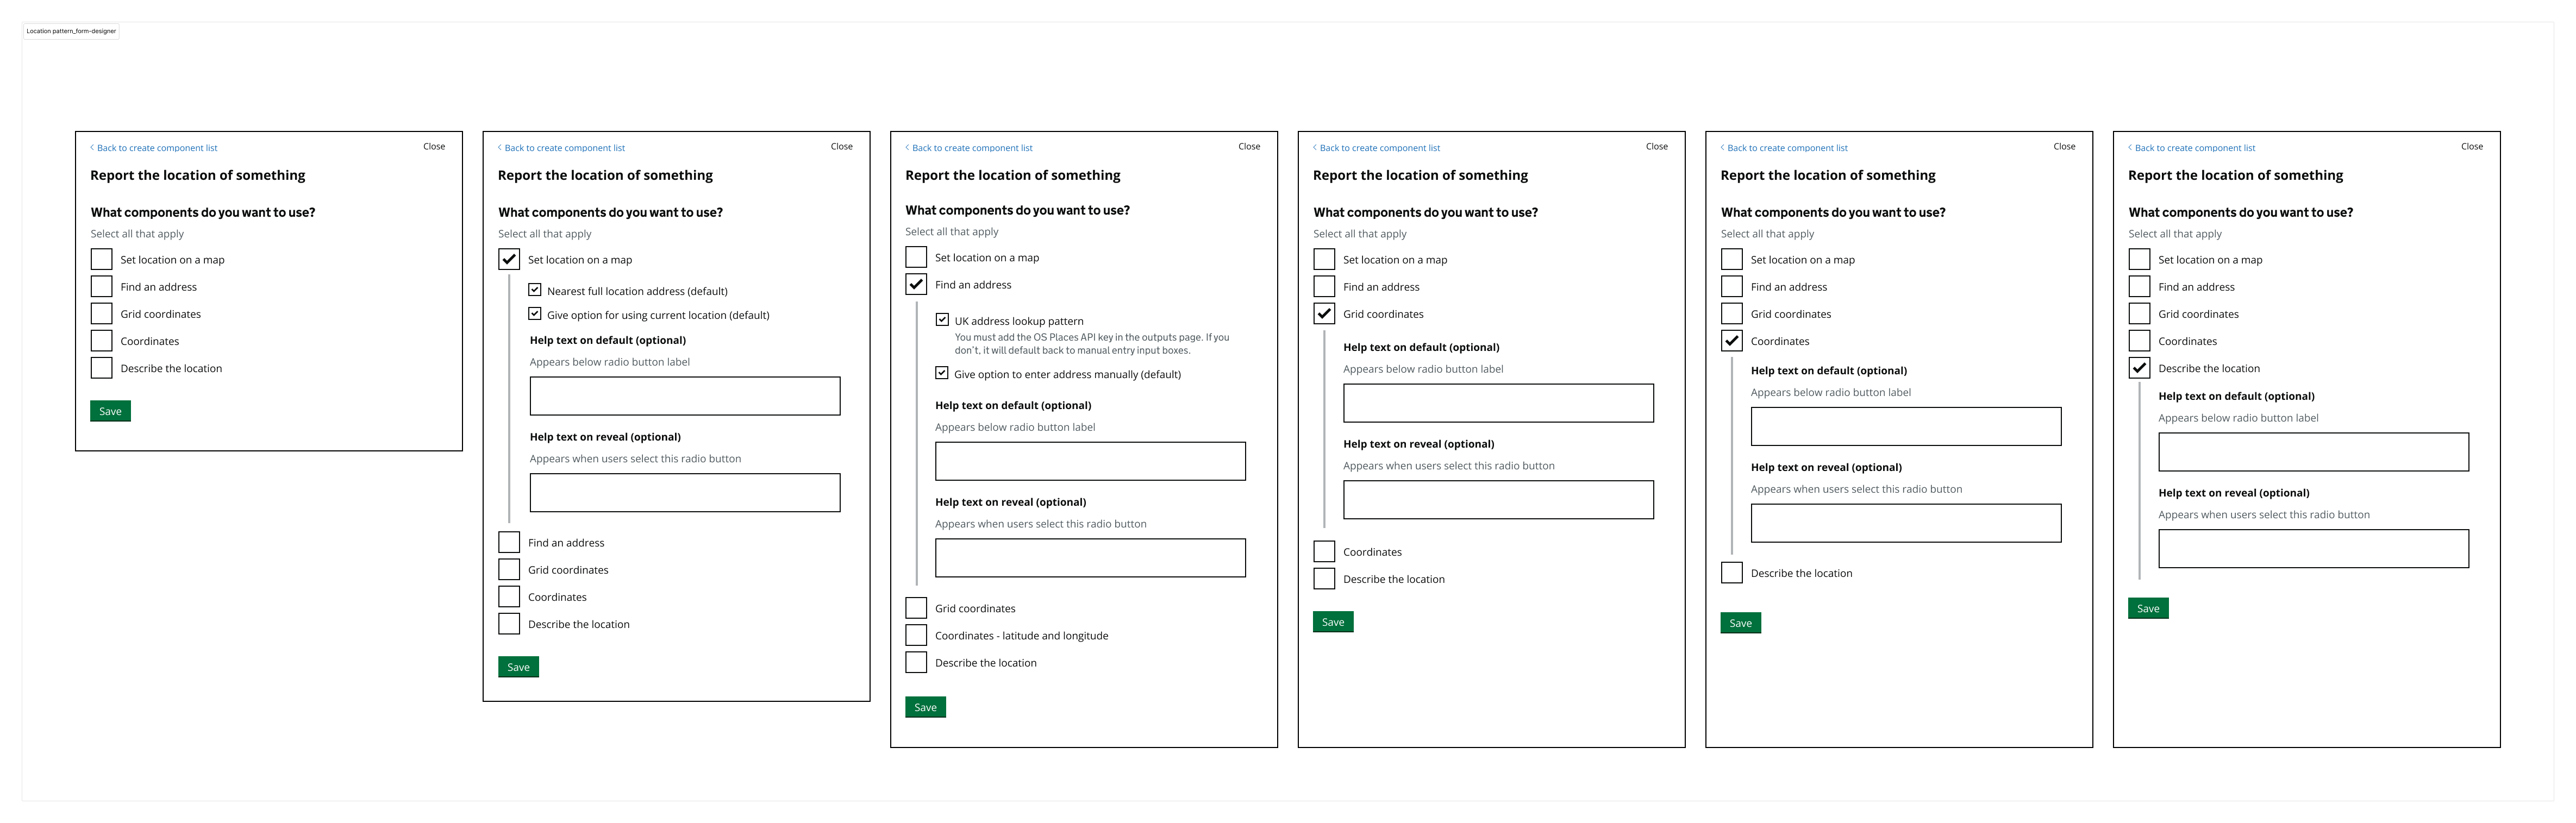 Location pattern_form-designer
Back to create component list
Close
Report the location of something
What components do you want to use?
Select all that apply
Set location on a map
Find an address
Grid coordinates
Coordinates
Describe the location
Save
Back to create component list
Close
Report the location of something
What components do you want to use?
Select all that apply
Set location on a map
Nearest full location address (default)
Give option for using current location (default)
Help text on default (optional)
Appears below radio button label
Help text on reveal (optional)
Appears when users select this radio button
Find an address
Grid coordinates
Coordinates
Describe the location
Save
Back to create component list
Close
Report the location of something
What components do you want to use?
Select all that apply
Set location on a map
Find an address
UK address lookup pattern
You must add the OS Places API key in the outputs page. If you
don't, it will default back to manual entry input boxes.
Give option to enter address manually (default)
Help text on default (optional)
Appears below radio button label
Help text on reveal (optional)
Appears when users select this radio button
Grid coordinates
Coordinates - latitude and longitude
Describe the location
Save
Back to create component list
Close
Report the location of something
What components do you want to use?
Select all that apply
Set location on a map
Find an address
Grid coordinates
Help text on default (optional)
Appears below radio button label
Help text on reveal (optional)
Appears when users select this radio button
Coordinates
Describe the location
Save
Back to create component list
Close
Report the location of something
What components do you want to use?
Select all that apply
Set location on a map
Find an address
Grid coordinates
Coordinates
Help text on default (optional)
Appears below radio button label
Help text on reveal (optional)
Appears when users select this radio button
Describe the location
Save
Back to create component list
Close
Report the location of something
What components do you want to use?
Select all that apply
Set location on a map
Find an address
Grid coordinates
Coordinates
Describe the location
Help text on default (optional)
Appears below radio button label
Help text on reveal (optional)
Appears when users select this radio button
Save